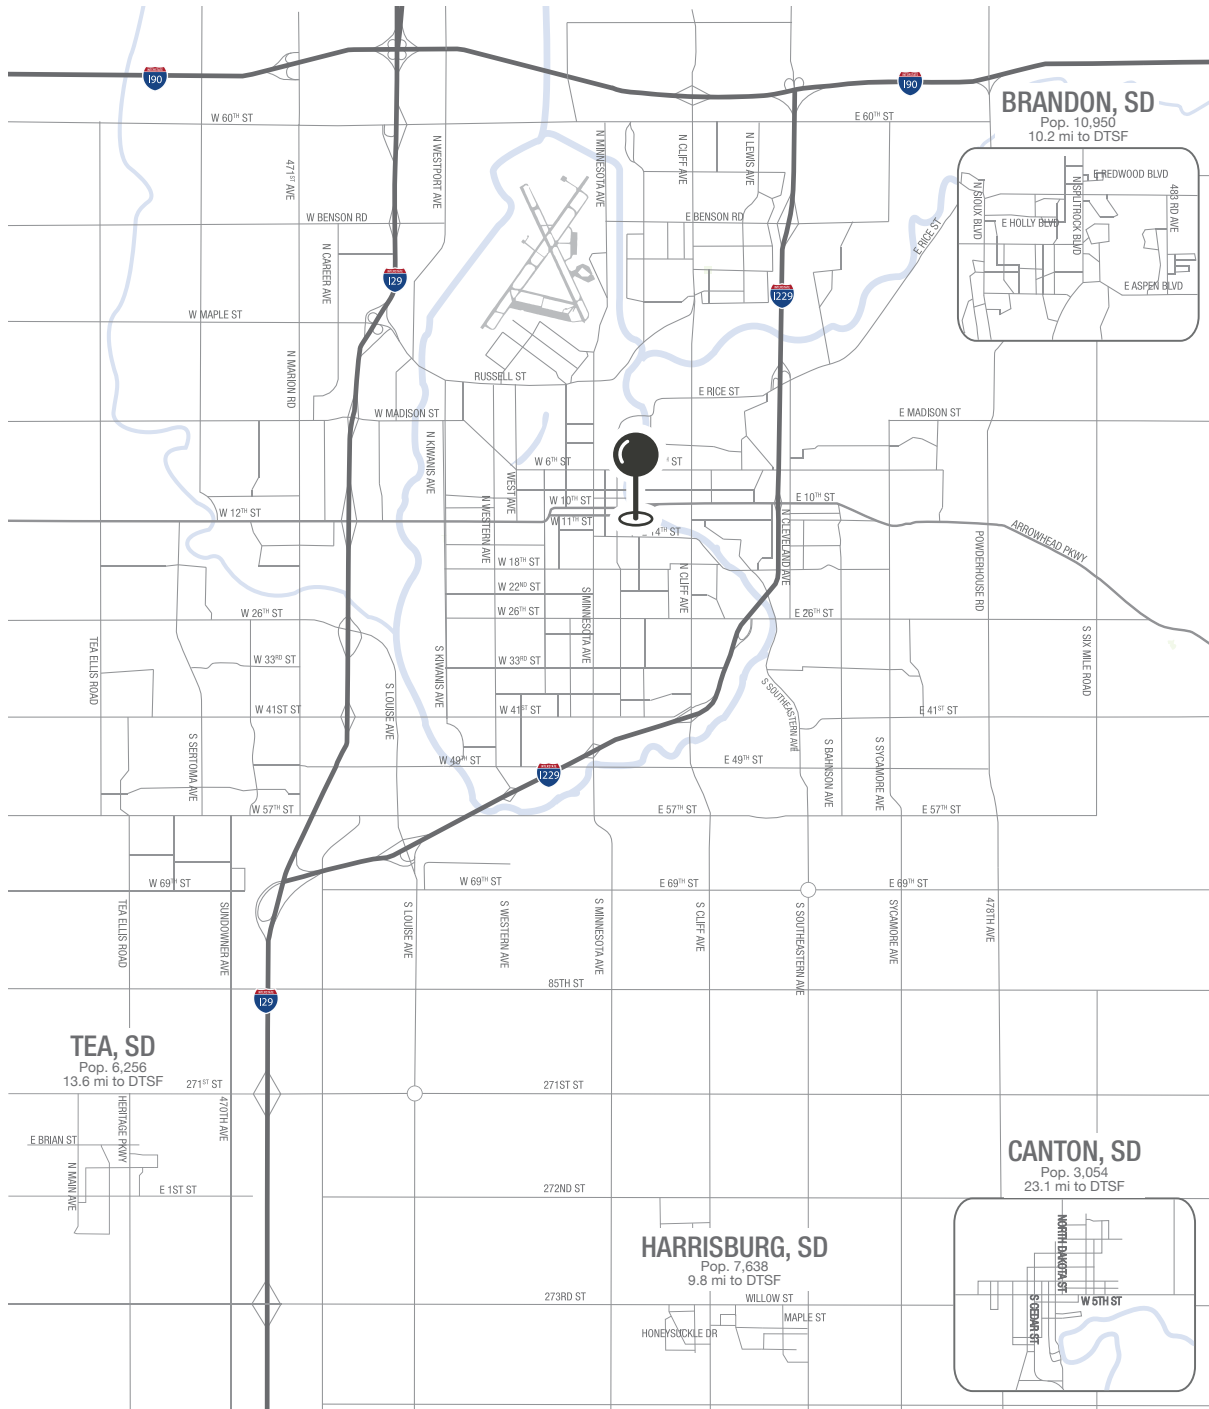 I90
I90
BRANDON, SD
Pop. 10,950
10.2 mi to DTSF
W 60TH ST
E 60TH ST
N WESTPORT AVE
N MINNESOTA AVE
N CLIFF AVE
N LEWIS AVE
471ST AVE
E REDWOOD BLVD
N SIOUX BLVD
N SPLITROCK BLVD
483 RD AVE
E HOLLY BLVD
E ASPEN BLVD
W BENSON RD
E BENSON RD
E RICE ST
N CAREER AVE
I29
I229
W MAPLE ST
N MARION RD
RUSSELL ST
E RICE ST
W MADISON ST
E MADISON ST
N KIWANIS AVE
W 6TH ST
ST
WEST AVE
W 10TH ST
E 10TH ST
W 12TH ST
N WESTERN AVE
W 11TH ST
14TH ST
N CLEVELAND AVE
ARROWHEAD PKWY
POWDERHOUSE RD
W 18TH ST
N CLIFF AVE
W 22ND ST
S MINNESOTA AVE
W 26TH ST
W 26TH ST
E 26TH ST
TEA ELLIS ROAD
S SIX MILE ROAD
W 33RD ST
S KIWANIS AVE
W 33RD ST
S LOUISE AVE
S SOUTHEASTERN AVE
W 41ST ST
W 41ST ST
E 41ST ST
S SERTOMA AVE
S BAHNSON AVE
S SYCAMORE AVE
W 49TH ST
E 49TH ST
I229
W 57TH ST
E 57TH ST
E 57TH ST
W 69TH ST
W 69TH ST
E 69TH ST
E 69TH ST
TEA ELLIS ROAD
SUNDOWNER AVE
S LOUISE AVE
S WESTERN AVE
S MINNESOTA AVE
S CLIFF AVE
S SOUTHEASTERN AVE
SYCAMORE AVE
478TH AVE
85TH ST
I29
TEA, SD
Pop. 6,256
13.6 mi to DTSF
271ST ST
271ST ST
HERITAGE PKWY
470TH AVE
E BRIAN ST
N MAIN AVE
E 1ST ST
272ND ST
CANTON, SD
Pop. 3,054
23.1 mi to DTSF
NORTH DAKOTA ST
W 5TH ST
S CEDAR ST
HARRISBURG, SD
Pop. 7,638
9.8 mi to DTSF
273RD ST
WILLOW ST
MAPLE ST
HONEYSUCKLE DR